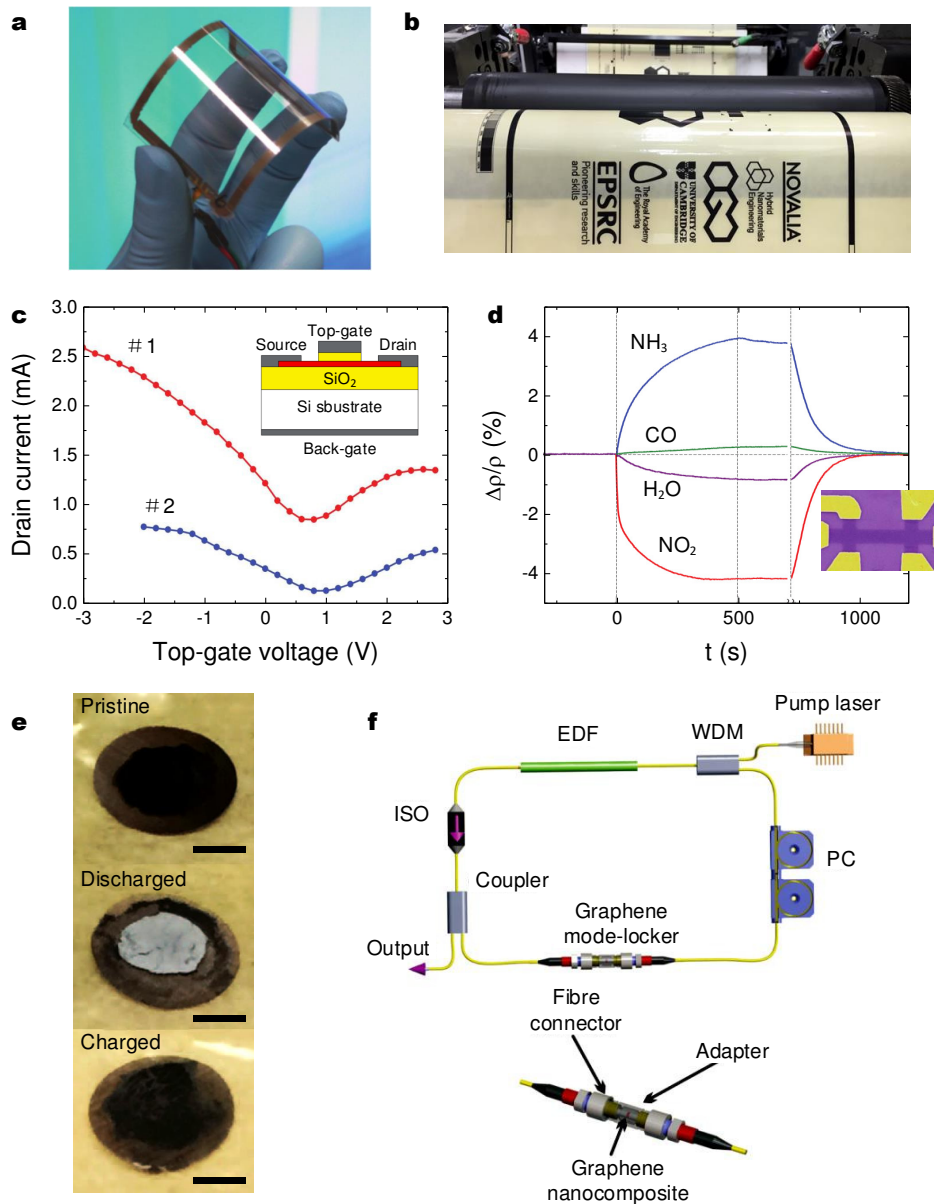 a
b
EPSRC
Pioneering research
and skills
The Royal Academy
of Engineering
UNIVERSITY OF
CAMBRIDGE
Hybrid
Nanomaterials
Engineering
NOVALIA
c
3.0
2.5
2.0
1.5
1.0
0.5
0.0
Drain current (mA)
-3
-2
-1
0
1
2
3
Top-gate voltage (V)
#1
#2
Top-gate
Source
Drain
SiO2
Si sbustrate
Back-gate
d
4
2
0
-2
-4
Δρ/ρ (%)
0
500
1000
t (s)
NH3
CO
H2O
NO2
e
Pristine
Discharged
Charged
f
Pump laser
WDM
EDF
ISO
PC
Coupler
Graphene
mode-locker
Output
Fibre
connector
Adapter
Graphene
nanocomposite